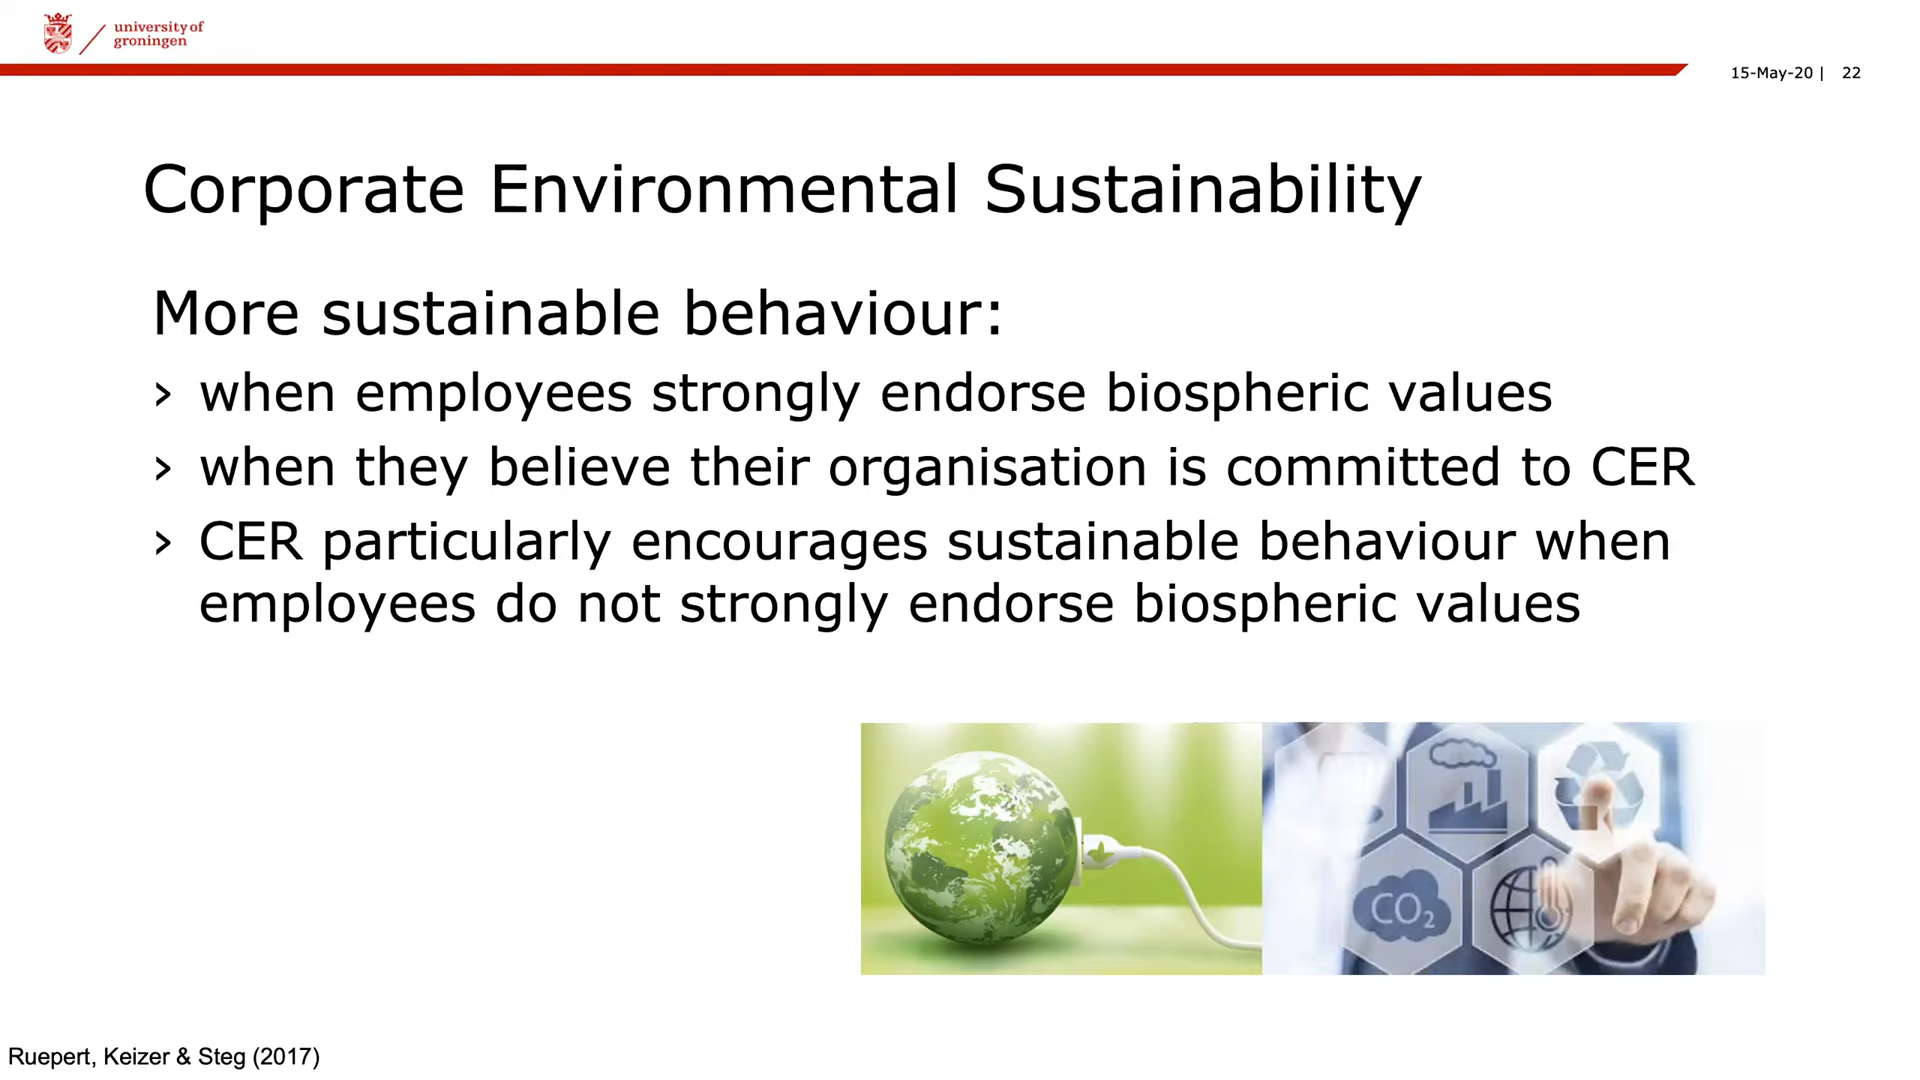 university of
groningen
15-May-20 | 22
Corporate Environmental Sustainability
More sustainable behaviour:
› when employees strongly endorse biospheric values
› when they believe their organisation is committed to CER
› CER particularly encourages sustainable behaviour when
employees do not strongly endorse biospheric values
CO₂
Ruepert, Keizer & Steg (2017)